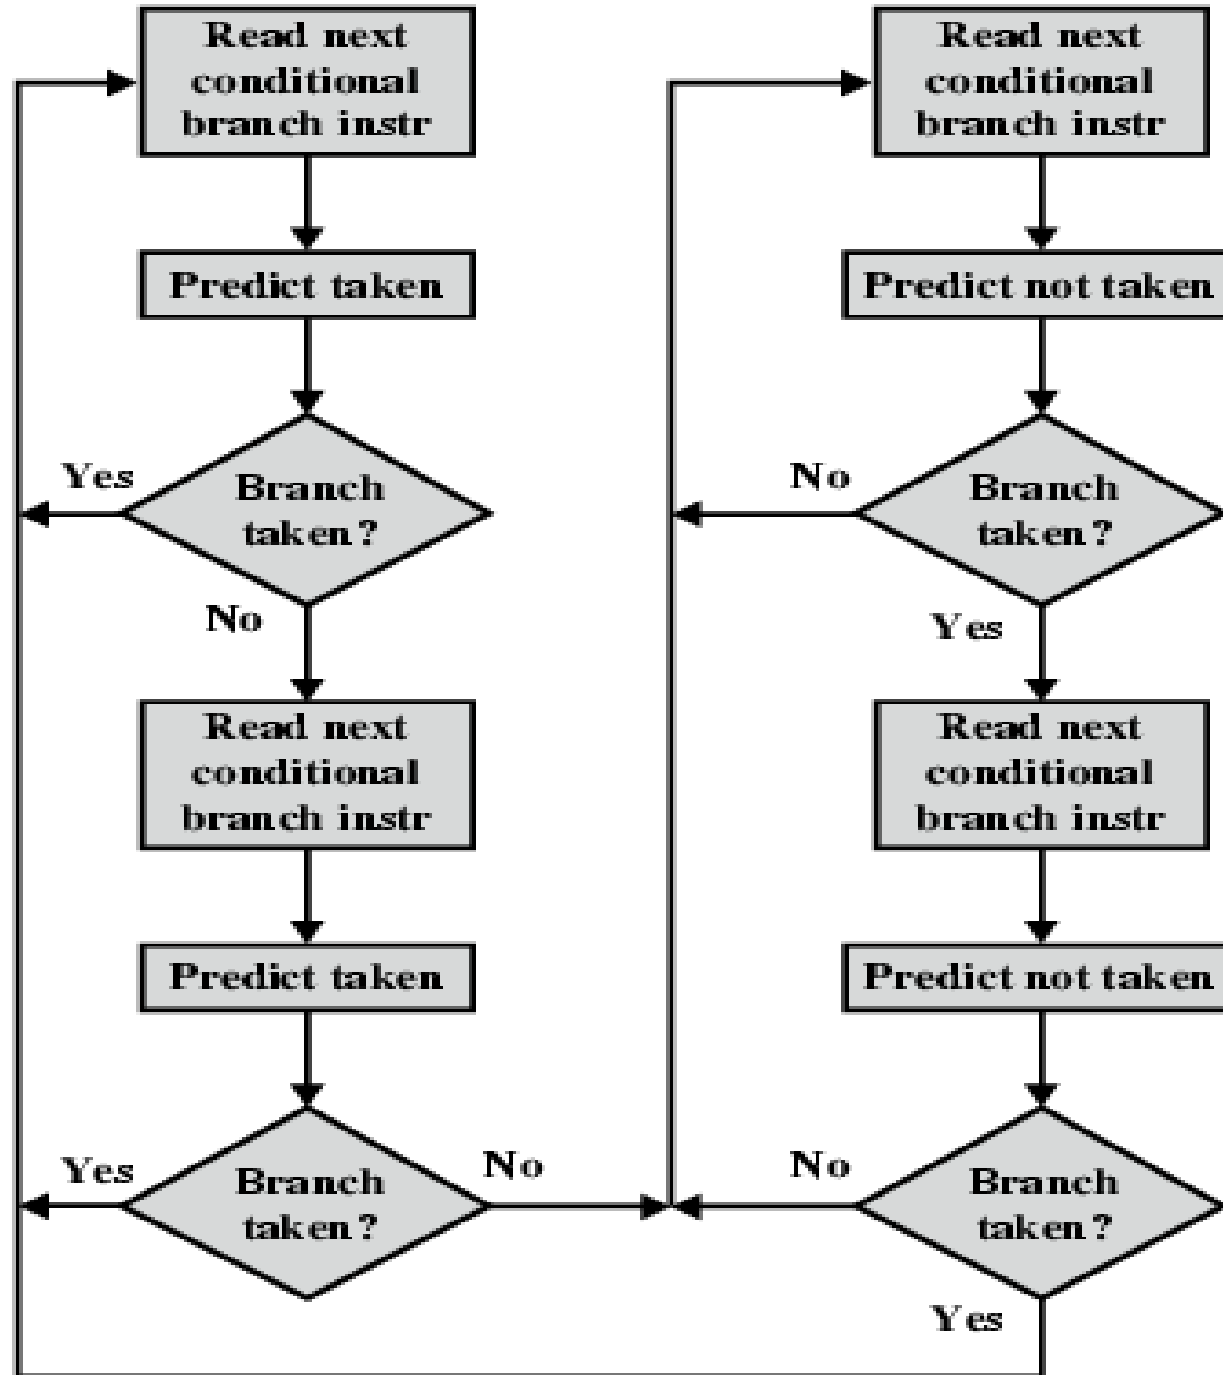 Read next
conditional
branch instr
Predict taken
Yes
Branch
taken?
No
Read next
conditional
branch instr
Predict taken
Yes
Branch
taken?
No
Read next
conditional
branch instr
Predict not taken
No
Branch
taken?
Yes
Read next
conditional
branch instr
Predict not taken
No
Branch
taken?
Yes